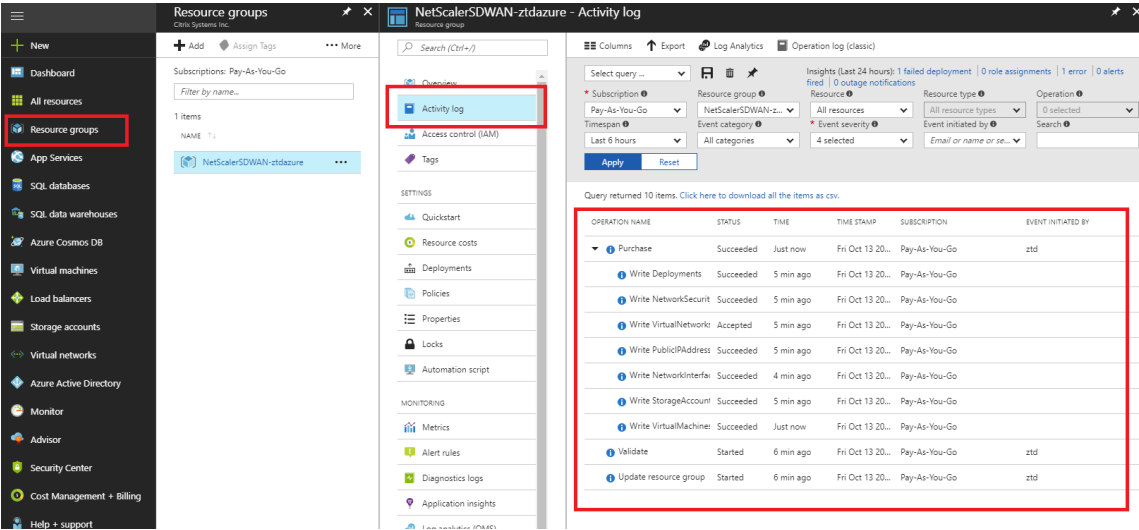 Resource groups
Citrix Systems Inc.
NetScalerSDWAN-ztdazure - Activity log
Resource group
New
Dashboard
All resources
Resource groups
App Services
SQL databases
SQL data warehouses
Azure Cosmos DB
Virtual machines
Load balancers
Storage accounts
Virtual networks
Azure Active Directory
Monitor
Advisor
Security Center
Cost Management + Billing
Help + support
Add Assign Tags ••• More
Subscriptions: Pay-As-You-Go
Filter by name...
1 items
NAME
NetScalerSDWAN-ztdazure •••
Search (Ctrl+/)
Overview
Activity log
Access control (IAM)
Tags
SETTINGS
Quickstart
Resource costs
Deployments
Policies
Properties
Locks
Automation script
MONITORING
Metrics
Alert rules
Diagnostics logs
Application insights
Log analytics (OMS)
Columns Export Log Analytics Operation log (classic)
Select query ...
Insights (Last 24 hours): 1 failed deployment | 0 role assignments | 1 error | 0 alerts
fired | 0 outage notifications
* Subscription Resource group Resource Resource type Operation
Pay-As-You-Go NetScalerSDWAN-z... All resources All resource types 0 selected
Timespan Event category * Event severity Event initiated by Search
Last 6 hours All categories 4 selected Email or name or se...
Apply Reset
Query returned 10 items. Click here to download all the items as csv.
OPERATION NAME STATUS TIME TIME STAMP SUBSCRIPTION EVENT INITIATED BY
Purchase Succeeded Just now Fri Oct 13 20... Pay-As-You-Go ztd
Write Deployments Succeeded 5 min ago Fri Oct 13 20... Pay-As-You-Go
Write NetworkSecurit Succeeded 5 min ago Fri Oct 13 20... Pay-As-You-Go
Write VirtualNetworks Accepted 5 min ago Fri Oct 13 20... Pay-As-You-Go
Write PublicIPAddress Succeeded 5 min ago Fri Oct 13 20... Pay-As-You-Go
Write NetworkInterfac Succeeded 4 min ago Fri Oct 13 20... Pay-As-You-Go
Write StorageAccount Succeeded 5 min ago Fri Oct 13 20... Pay-As-You-Go
Write VirtualMachines Succeeded Just now Fri Oct 13 20... Pay-As-You-Go
Validate Started 6 min ago Fri Oct 13 20... Pay-As-You-Go ztd
Update resource group Started 6 min ago Fri Oct 13 20... Pay-As-You-Go ztd